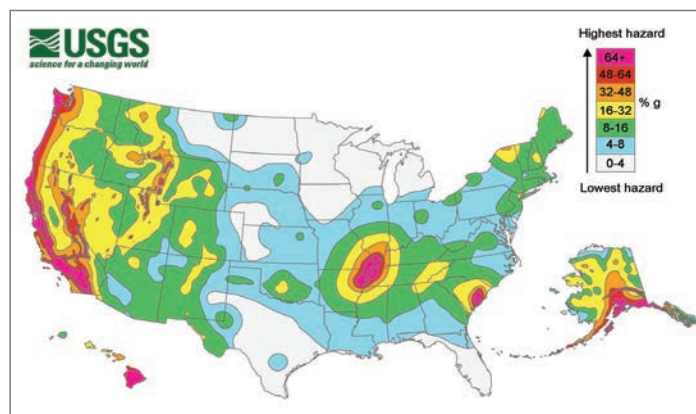 USGS
science for a changing world
Highest hazard
64+
48-64
32-48
16-32
8-16
4-8
0-4
% g
Lowest hazard